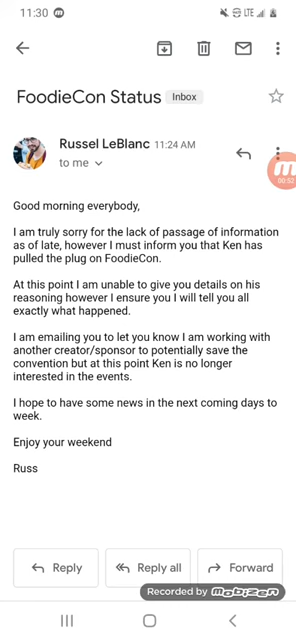 11:30
LTE
FoodieCon Status Inbox
Russel LeBlanc 11:24 AM
to me
00:52
Good morning everybody,
I am truly sorry for the lack of passage of information
as of late, however I must inform you that Ken has
pulled the plug on FoodieCon.
At this point I am unable to give you details on his
reasoning however I ensure you I will tell you all
exactly what happened.
I am emailing you to let you know I am working with
another creator/sponsor to potentially save the
convention but at this point Ken is no longer
interested in the events.
I hope to have some news in the next coming days to
week.
Enjoy your weekend
Russ
Reply Reply all Forward
Recorded by mobizen